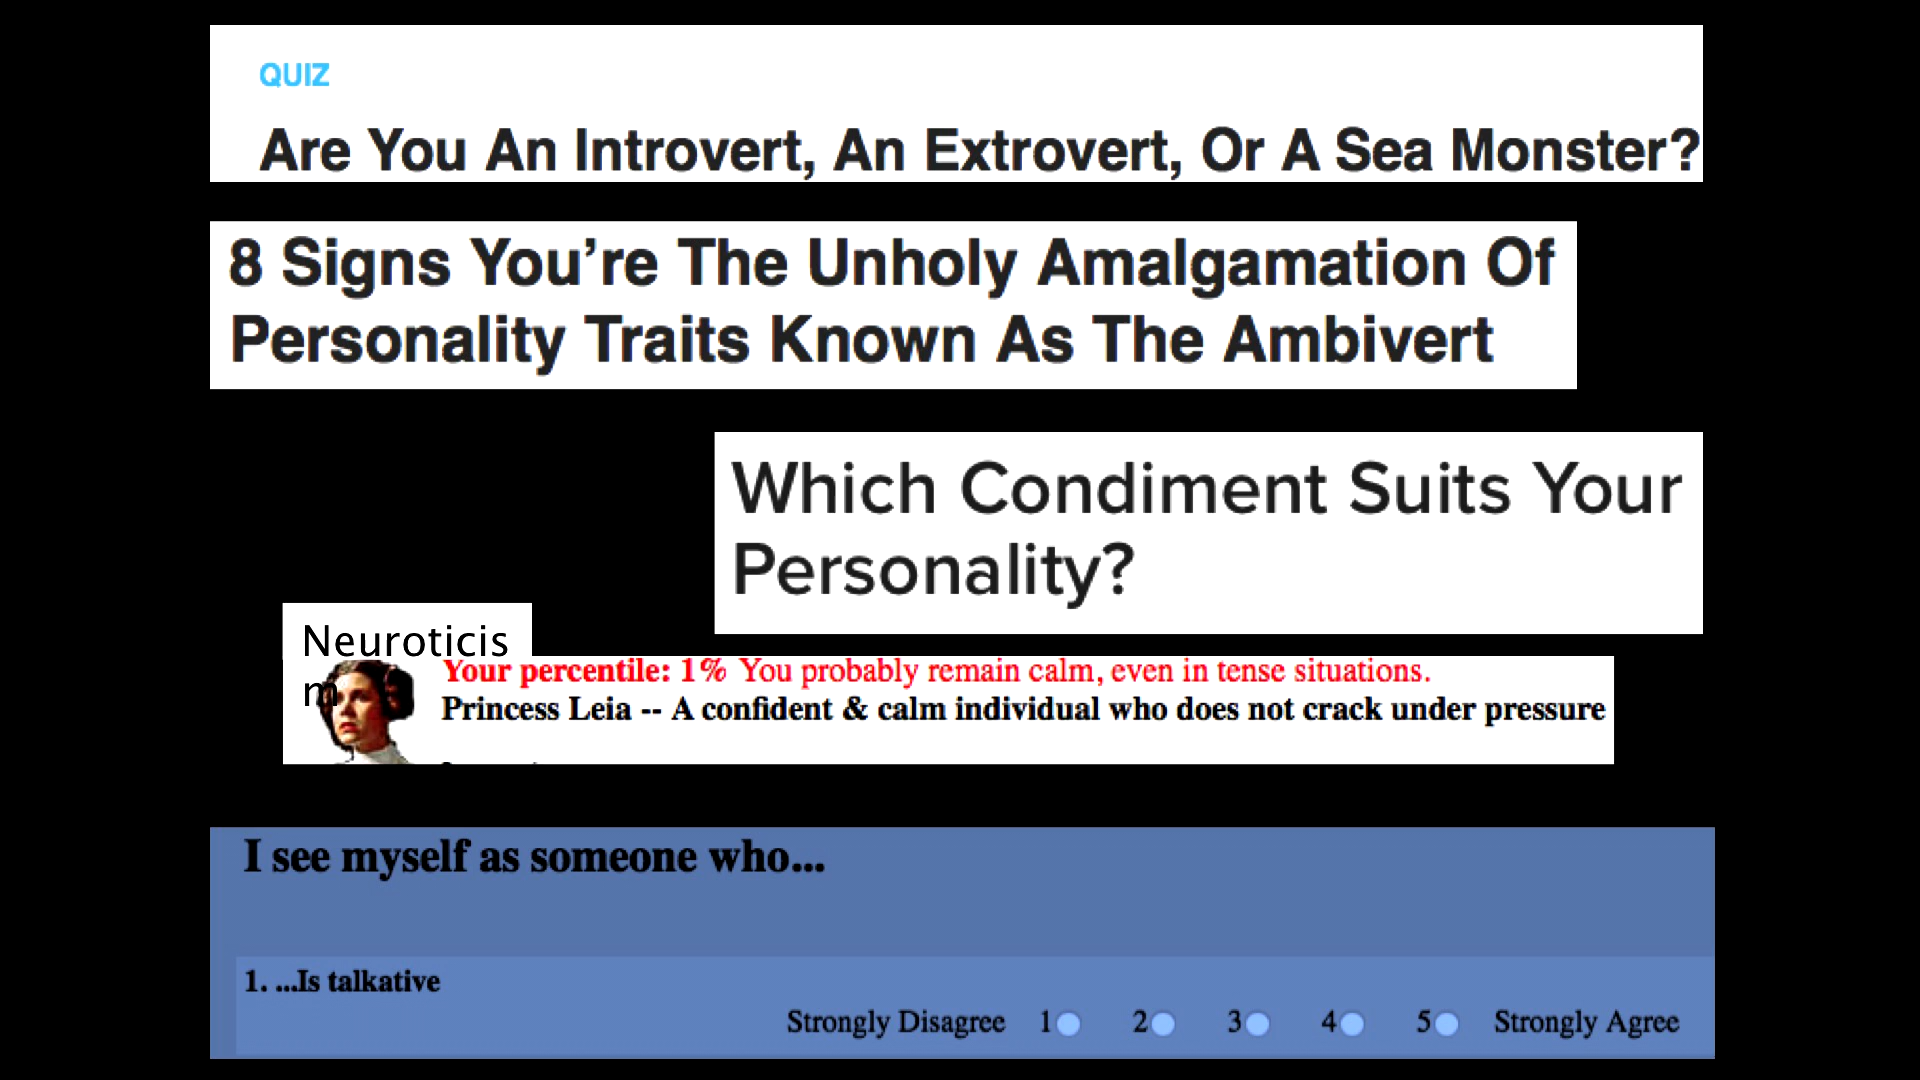 QUIZ
Are You An Introvert, An Extrovert, Or A Sea Monster?
8 Signs You’re The Unholy Amalgamation Of
Personality Traits Known As The Ambivert
Which Condiment Suits Your
Personality?
Neuroticis
m
Your percentile: 1% You probably remain calm, even in tense situations.
Princess Leia -- A confident & calm individual who does not crack under pressure
I see myself as someone who...
1. ...Is talkative
Strongly Disagree 1 2 3 4 5 Strongly Agree